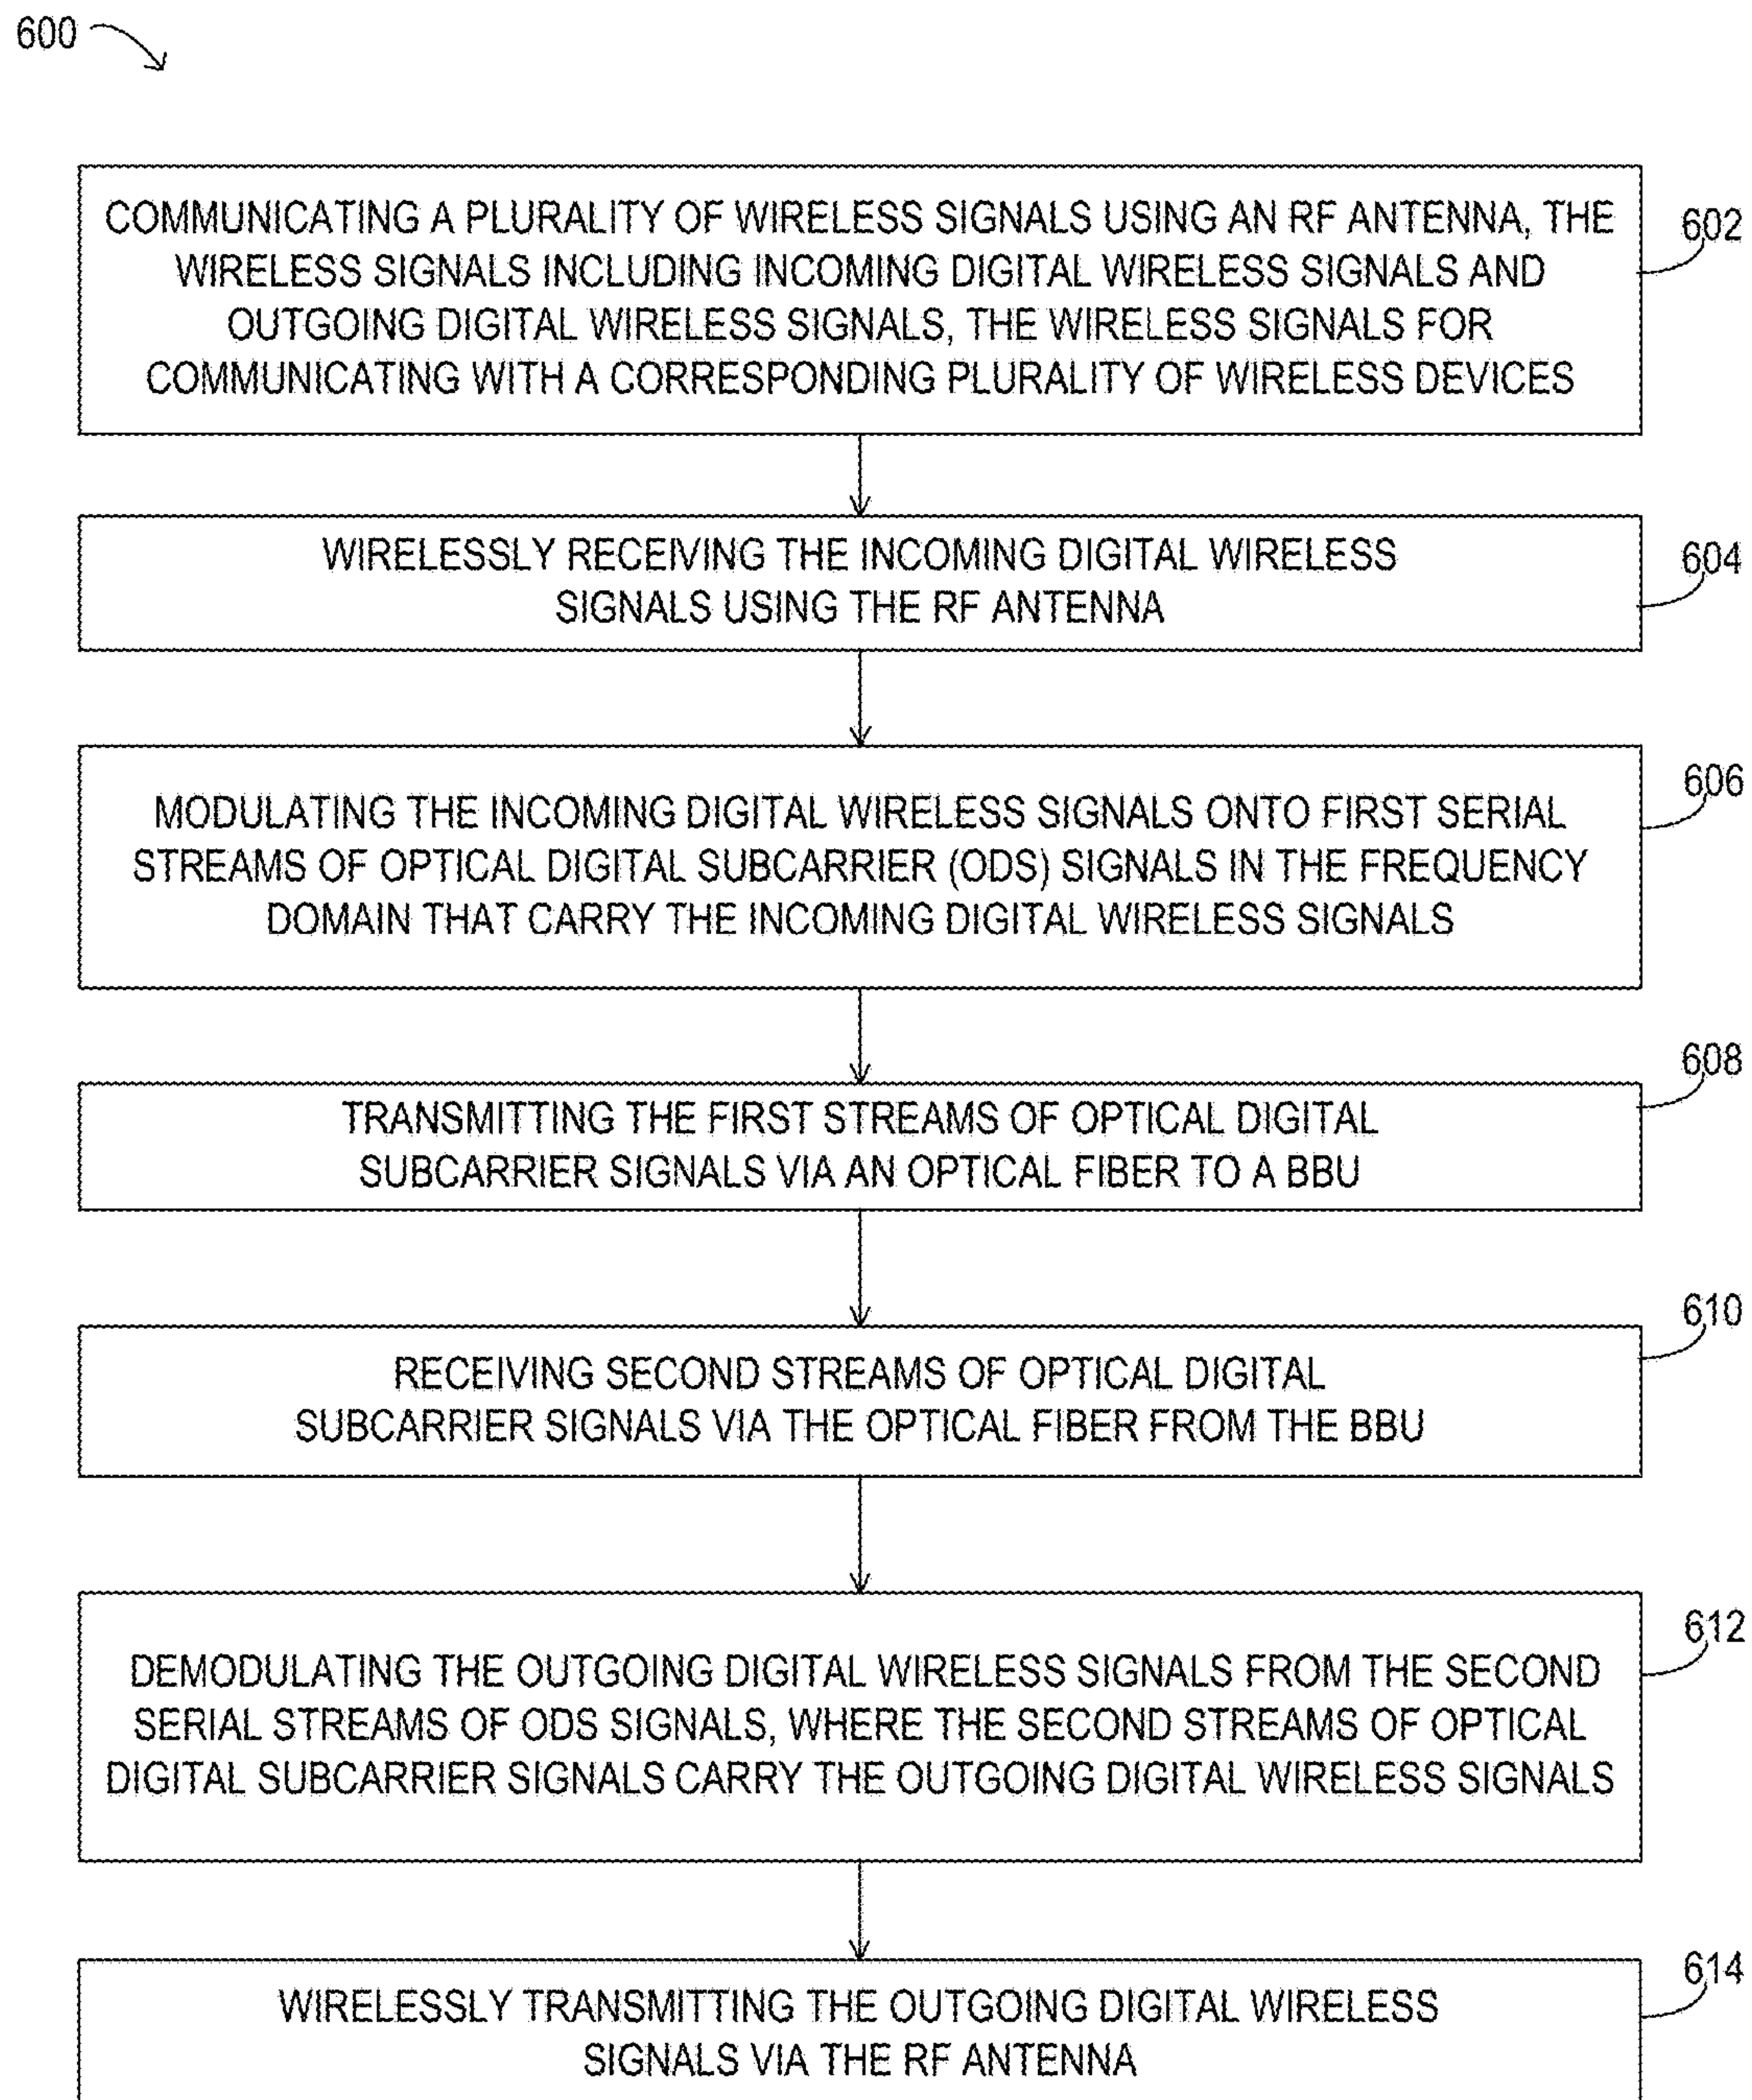 600
COMMUNICATING A PLURALITY OF WIRELESS SIGNALS USING AN RF ANTENNA, THE
WIRELESS SIGNALS INCLUDING INCOMING DIGITAL WIRELESS SIGNALS AND
OUTGOING DIGITAL WIRELESS SIGNALS, THE WIRELESS SIGNALS FOR
COMMUNICATING WITH A CORRESPONDING PLURALITY OF WIRELESS DEVICES
602
WIRELESSLY RECEIVING THE INCOMING DIGITAL WIRELESS
SIGNALS USING THE RF ANTENNA
604
MODULATING THE INCOMING DIGITAL WIRELESS SIGNALS ONTO FIRST SERIAL
STREAMS OF OPTICAL DIGITAL SUBCARRIER (ODS) SIGNALS IN THE FREQUENCY
DOMAIN THAT CARRY THE INCOMING DIGITAL WIRELESS SIGNALS
606
TRANSMITTING THE FIRST STREAMS OF OPTICAL DIGITAL
SUBCARRIER SIGNALS VIA AN OPTICAL FIBER TO A BBU
608
RECEIVING SECOND STREAMS OF OPTICAL DIGITAL
SUBCARRIER SIGNALS VIA THE OPTICAL FIBER FROM THE BBU
610
DEMODULATING THE OUTGOING DIGITAL WIRELESS SIGNALS FROM THE SECOND
SERIAL STREAMS OF ODS SIGNALS, WHERE THE SECOND STREAMS OF OPTICAL
DIGITAL SUBCARRIER SIGNALS CARRY THE OUTGOING DIGITAL WIRELESS SIGNALS
612
WIRELESSLY TRANSMITTING THE OUTGOING DIGITAL WIRELESS
SIGNALS VIA THE RF ANTENNA
614